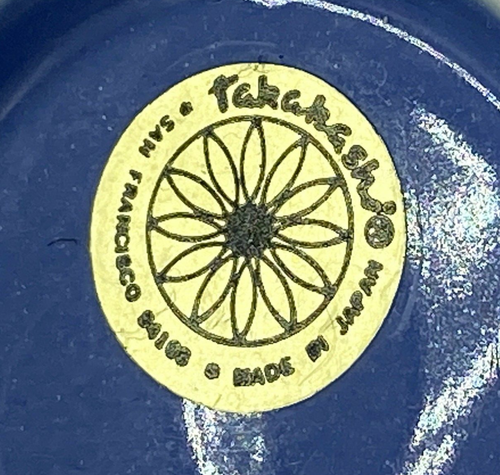 Takahashi ®
SAN FRANCISCO 94103
MADE IN JAPAN